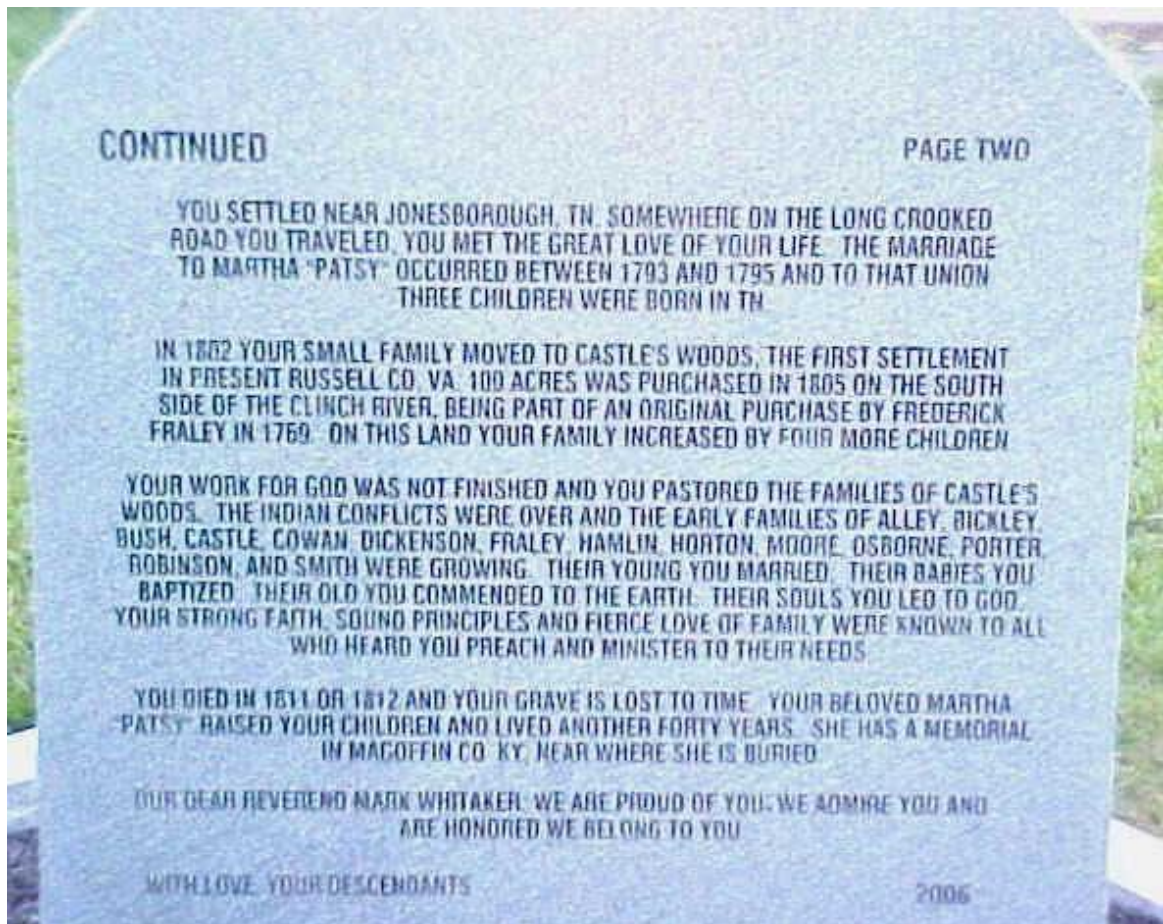 CONTINUED PAGE TWO
YOU SETTLED NEAR JONESBOROUGH, TN. SOMEWHERE ON THE LONG CROOKED
ROAD YOU TRAVELED, YOU MET THE GREAT LOVE OF YOUR LIFE. THE MARRIAGE
TO MARTHA "PATSY" OCCURRED BETWEEN 1793 AND 1795 AND TO THAT UNION
THREE CHILDREN WERE BORN IN TN.
IN 1802 YOUR SMALL FAMILY MOVED TO CASTLE'S WOODS, THE FIRST SETTLEMENT
IN PRESENT RUSSELL CO. VA. 100 ACRES WAS PURCHASED IN 1805 ON THE SOUTH
SIDE OF THE CLINCH RIVER, BEING PART OF AN ORIGINAL PURCHASE BY FREDERICK
FRALEY IN 1769. ON THIS LAND YOUR FAMILY INCREASED BY FOUR MORE CHILDREN
YOUR WORK FOR GOD WAS NOT FINISHED AND YOU PASTORED THE FAMILIES OF CASTLE'S
WOODS. THE INDIAN CONFLICTS WERE OVER AND THE EARLY FAMILIES OF ALLEY, BICKLEY,
BUSH, CASTLE, COWAN, DICKENSON, FRALEY, HAMLIN, HORTON, MOORE, OSBORNE, PORTER,
ROBINSON, AND SMITH WERE GROWING. THEIR YOUNG YOU MARRIED. THEIR BABIES YOU
BAPTIZED. THEIR OLD YOU COMMENDED TO THE EARTH. THEIR SOULS YOU LED TO GOD.
YOUR STRONG FAITH, SOUND PRINCIPLES AND FIERCE LOVE OF FAMILY WERE KNOWN TO ALL
WHO HEARD YOU PREACH AND MINISTER TO THEIR NEEDS.
YOU DIED IN 1811 OR 1812 AND YOUR GRAVE IS LOST TO TIME. YOUR BELOVED MARTHA
"PATSY" RAISED YOUR CHILDREN AND LIVED ANOTHER FORTY YEARS. SHE HAS A MEMORIAL
IN MAGOFFIN CO. KY, NEAR WHERE SHE IS BURIED.
OUR DEAR REVEREND MARK WHITAKER: WE ARE PROUD OF YOU, WE ADMIRE YOU AND
ARE HONORED WE BELONG TO YOU.
WITH LOVE, YOUR DESCENDANTS 2006